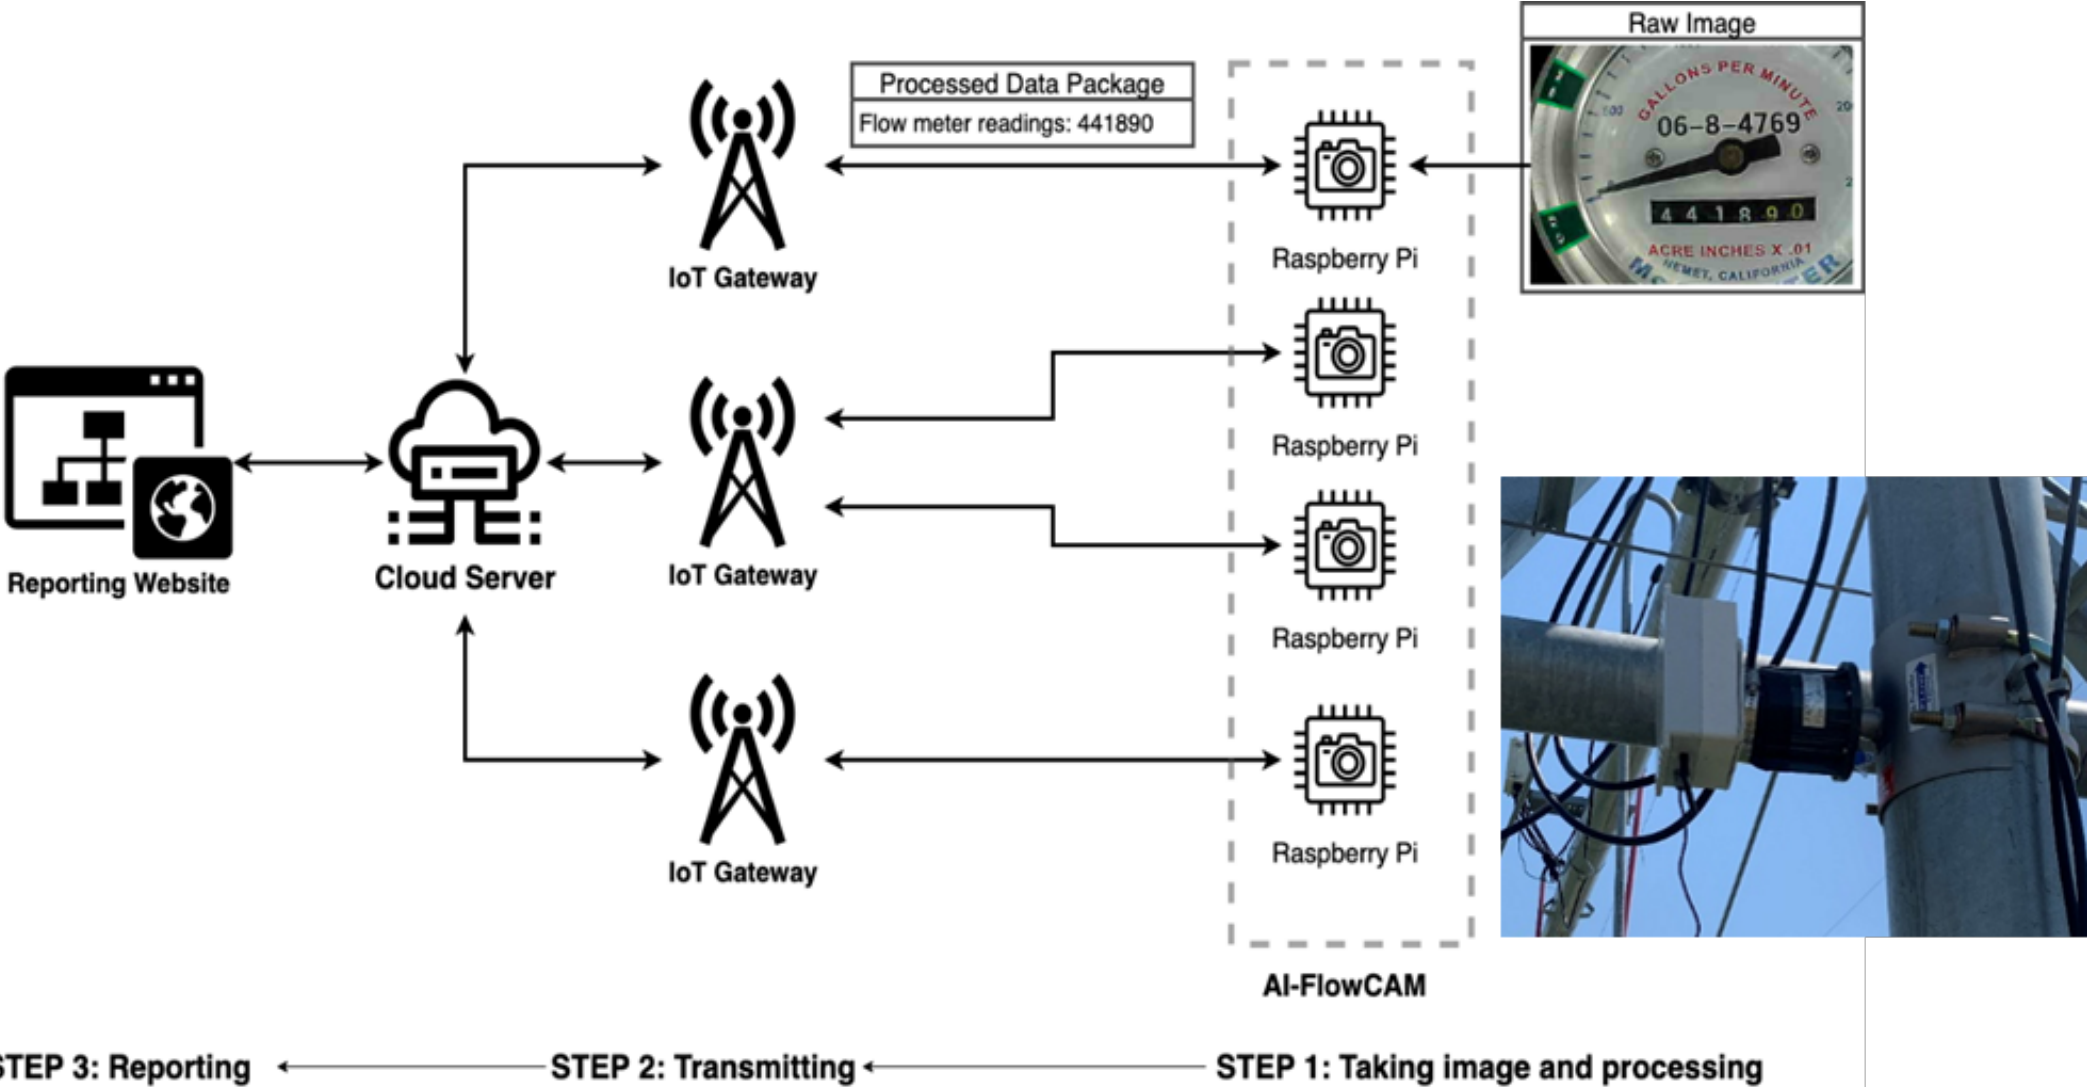 Raw Image
GALLONS PER MINUTE
06-8-4769
441890
ACRE INCHES X .01
HEMET, CALIFORNIA
Processed Data Package
Flow meter readings: 441890
IoT Gateway
Raspberry Pi
Raspberry Pi
Reporting Website
Cloud Server
IoT Gateway
Raspberry Pi
IoT Gateway
Raspberry Pi
AI-FlowCAM
STEP 3: Reporting
STEP 2: Transmitting
STEP 1: Taking image and processing